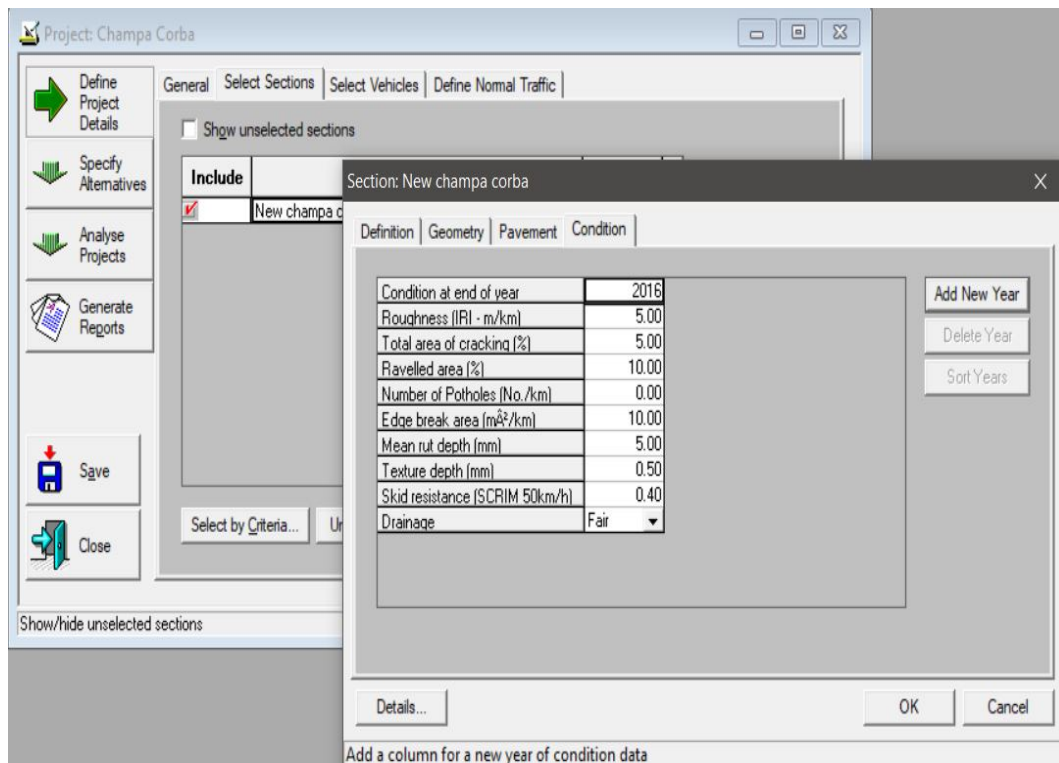 Project: Champa Corba
Define
Project
Details
Specify
Alternatives
Analyse
Projects
Generate
Reports
Save
Close
General Select Sections Select Vehicles Define Normal Traffic
Show unselected sections
Include
New champa c
Select by Criteria... Ur
Show/hide unselected sections
Section: New champa corba
Definition Geometry Pavement Condition
Condition at end of year 2016
Roughness (IRI - m/km) 5.00
Total area of cracking (%) 5.00
Ravelled area (%) 10.00
Number of Potholes (No./km) 0.00
Edge break area (mÂ²/km) 10.00
Mean rut depth (mm) 5.00
Texture depth (mm) 0.50
Skid resistance (SCRIM 50km/h) 0.40
Drainage Fair
Add New Year
Delete Year
Sort Years
Details...
OK Cancel
Add a column for a new year of condition data